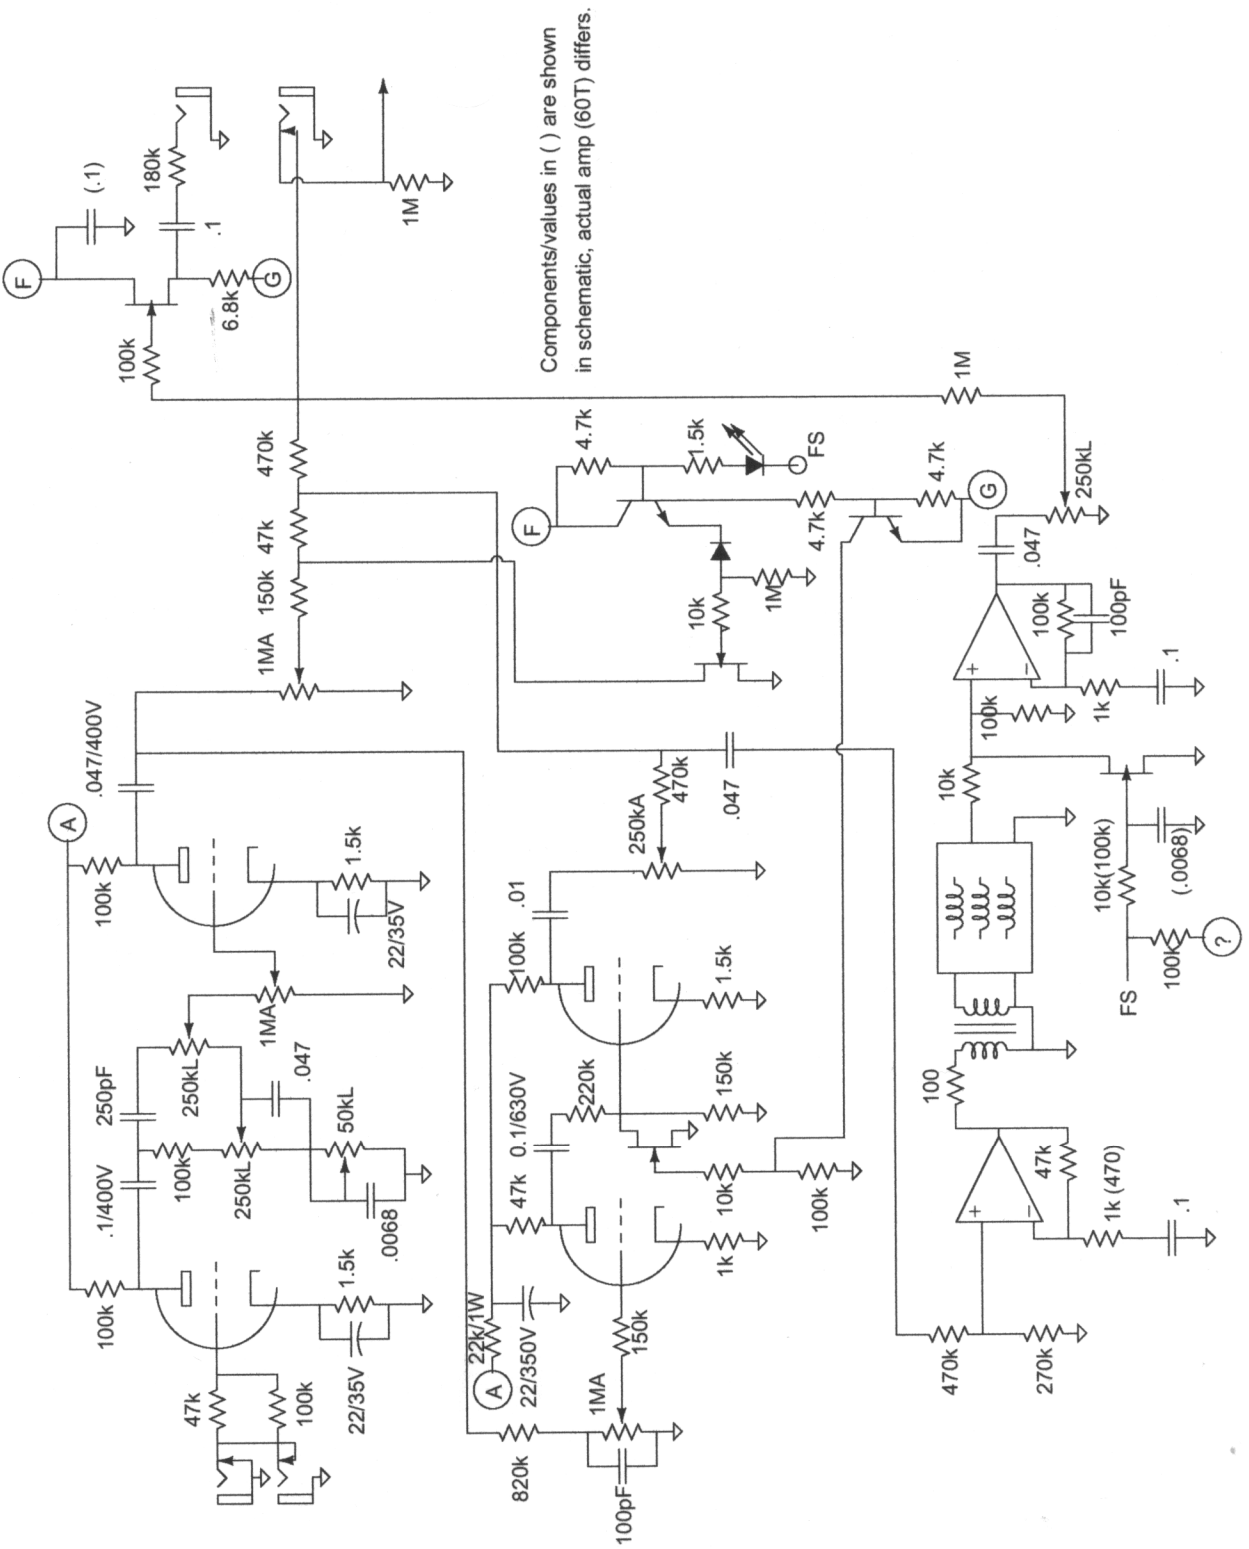 F
(.1)
180k
.1
100k
6.8k
G
1M
Components/values in ( ) are shown
in schematic, actual amp (60T) differs.
A
.047/400V
1MA
150k
47k
470k
100k
1.5k
22/35V
1MA
250pF
250kL
.047
.1/400V
100k
250kL
50kL
.0068
100k
1.5k
22/35V
47k
100k
F
4.7k
1.5k
FS
10k
1M
4.7k
4.7k
G
1M
250kL
.047
100k
100pF
1k
.1
100k
10k
470k
250kA
.047
.01
100k
1.5k
0.1/630V
220k
150k
47k
10k
100k
1k
22k/1W
A
22/350V
150k
1MA
820k
100pF
10k(100k)
(.0068)
FS
100k
?
100
47k
1k (470)
.1
470k
270k
+
-
+
-